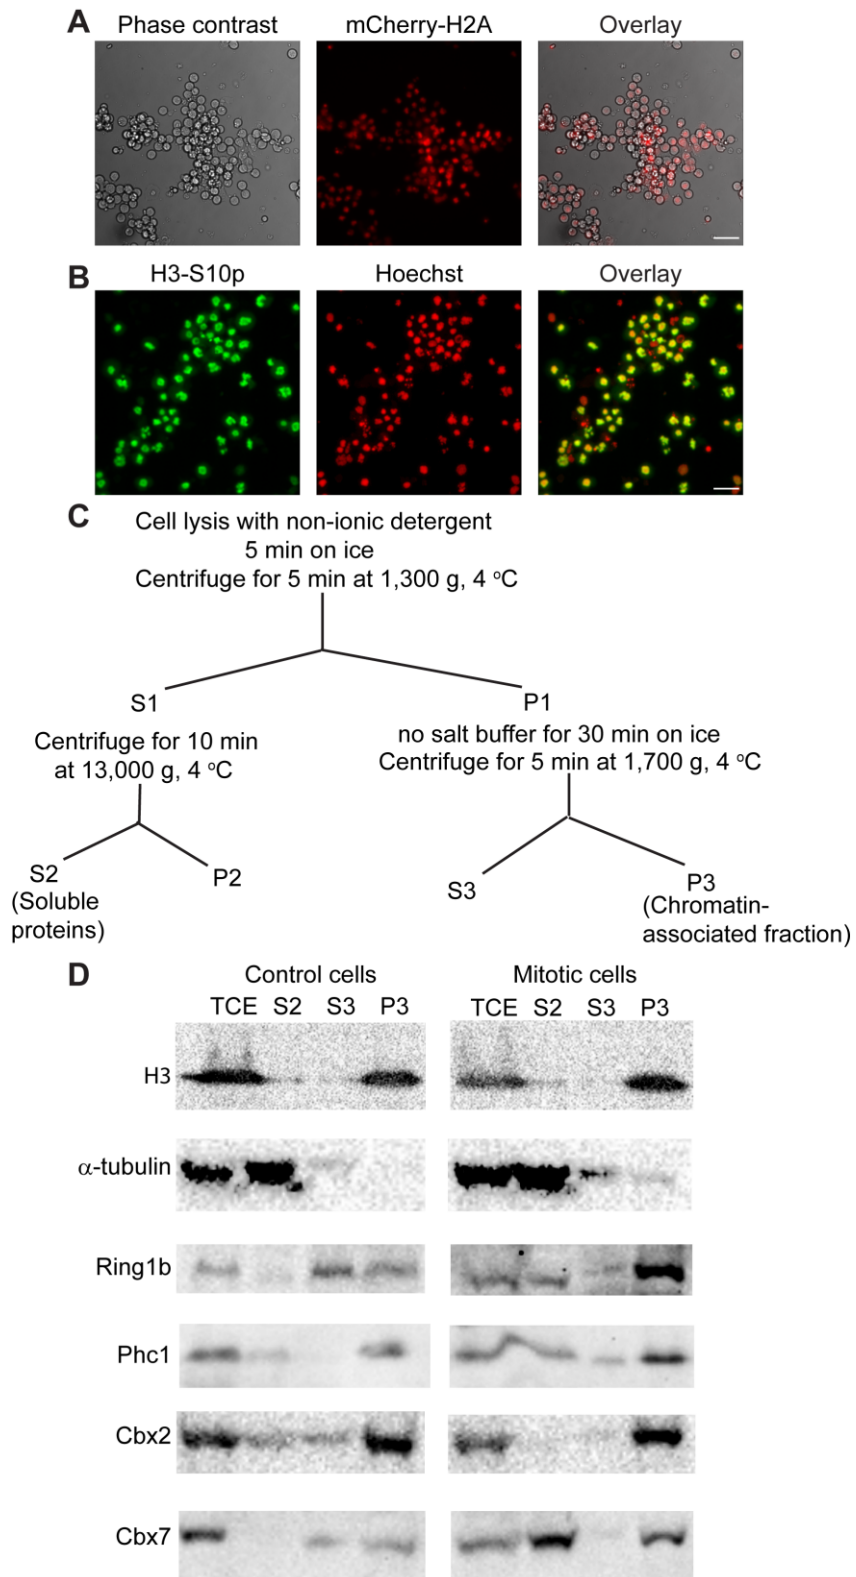 A
Phase contrast mCherry-H2A Overlay
B
H3-S10p Hoechst Overlay
C
Cell lysis with non-ionic detergent
5 min on ice
Centrifuge for 5 min at 1,300 g, 4 °C
S1 P1
Centrifuge for 10 min
at 13,000 g, 4 °C
no salt buffer for 30 min on ice
Centrifuge for 5 min at 1,700 g, 4 °C
S2
(Soluble
proteins)
P2
S3
P3
(Chromatin-
associated fraction)
D
Control cells Mitotic cells
TCE S2 S3 P3 TCE S2 S3 P3
H3
α-tubulin
Ring1b
Phc1
Cbx2
Cbx7